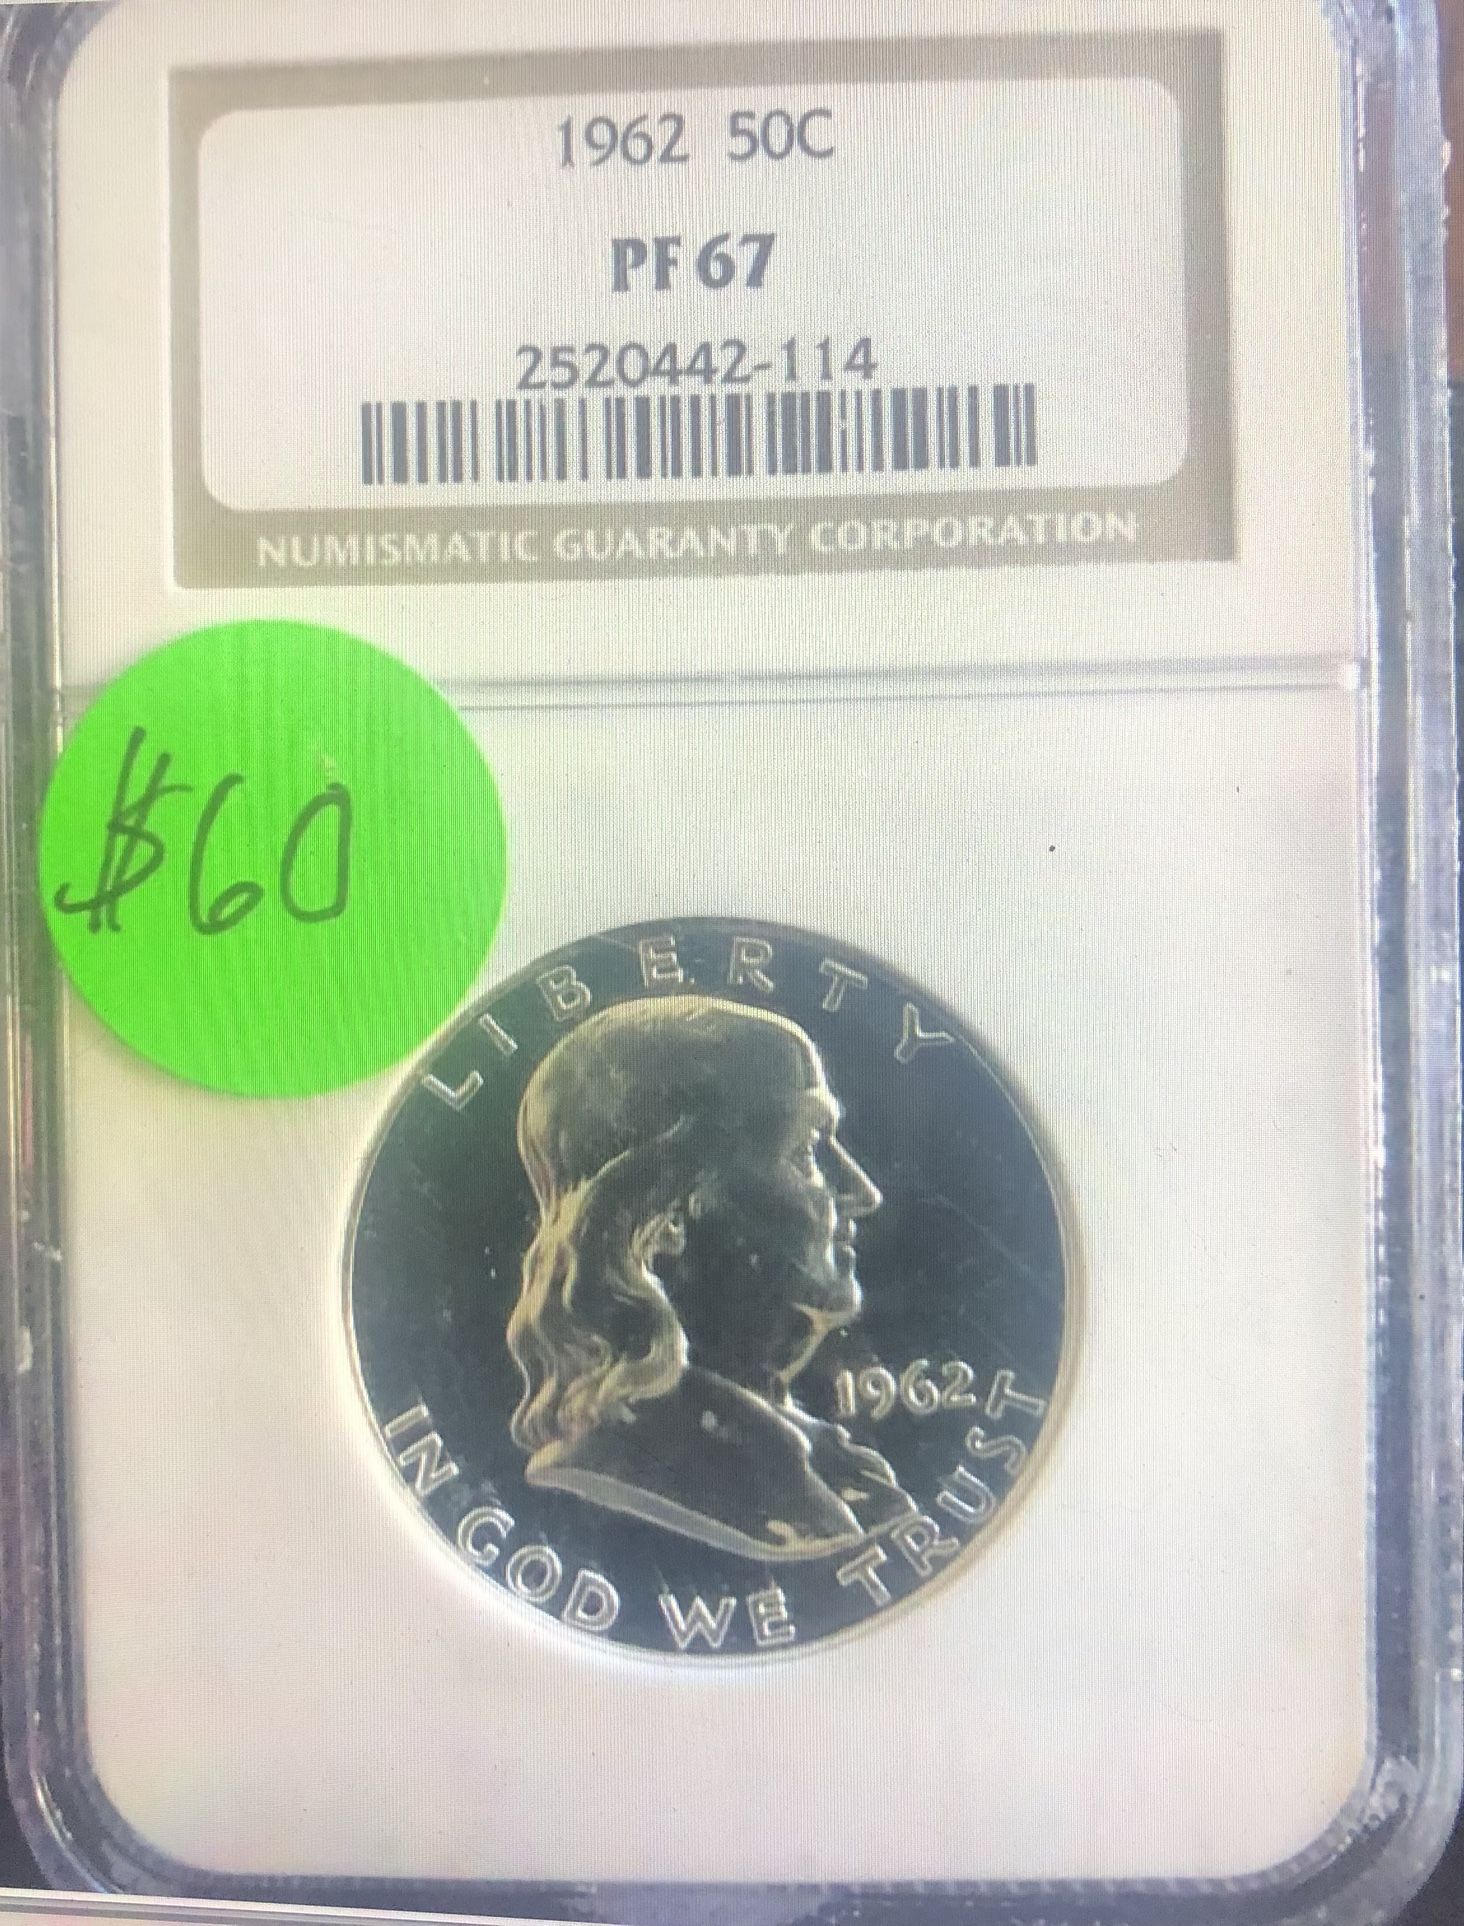 1962 50C
PF 67
2520442-114
NUMISMATIC GUARANTY CORPORATION
$60
LIBERTY
1962
IN GOD WE TRUST